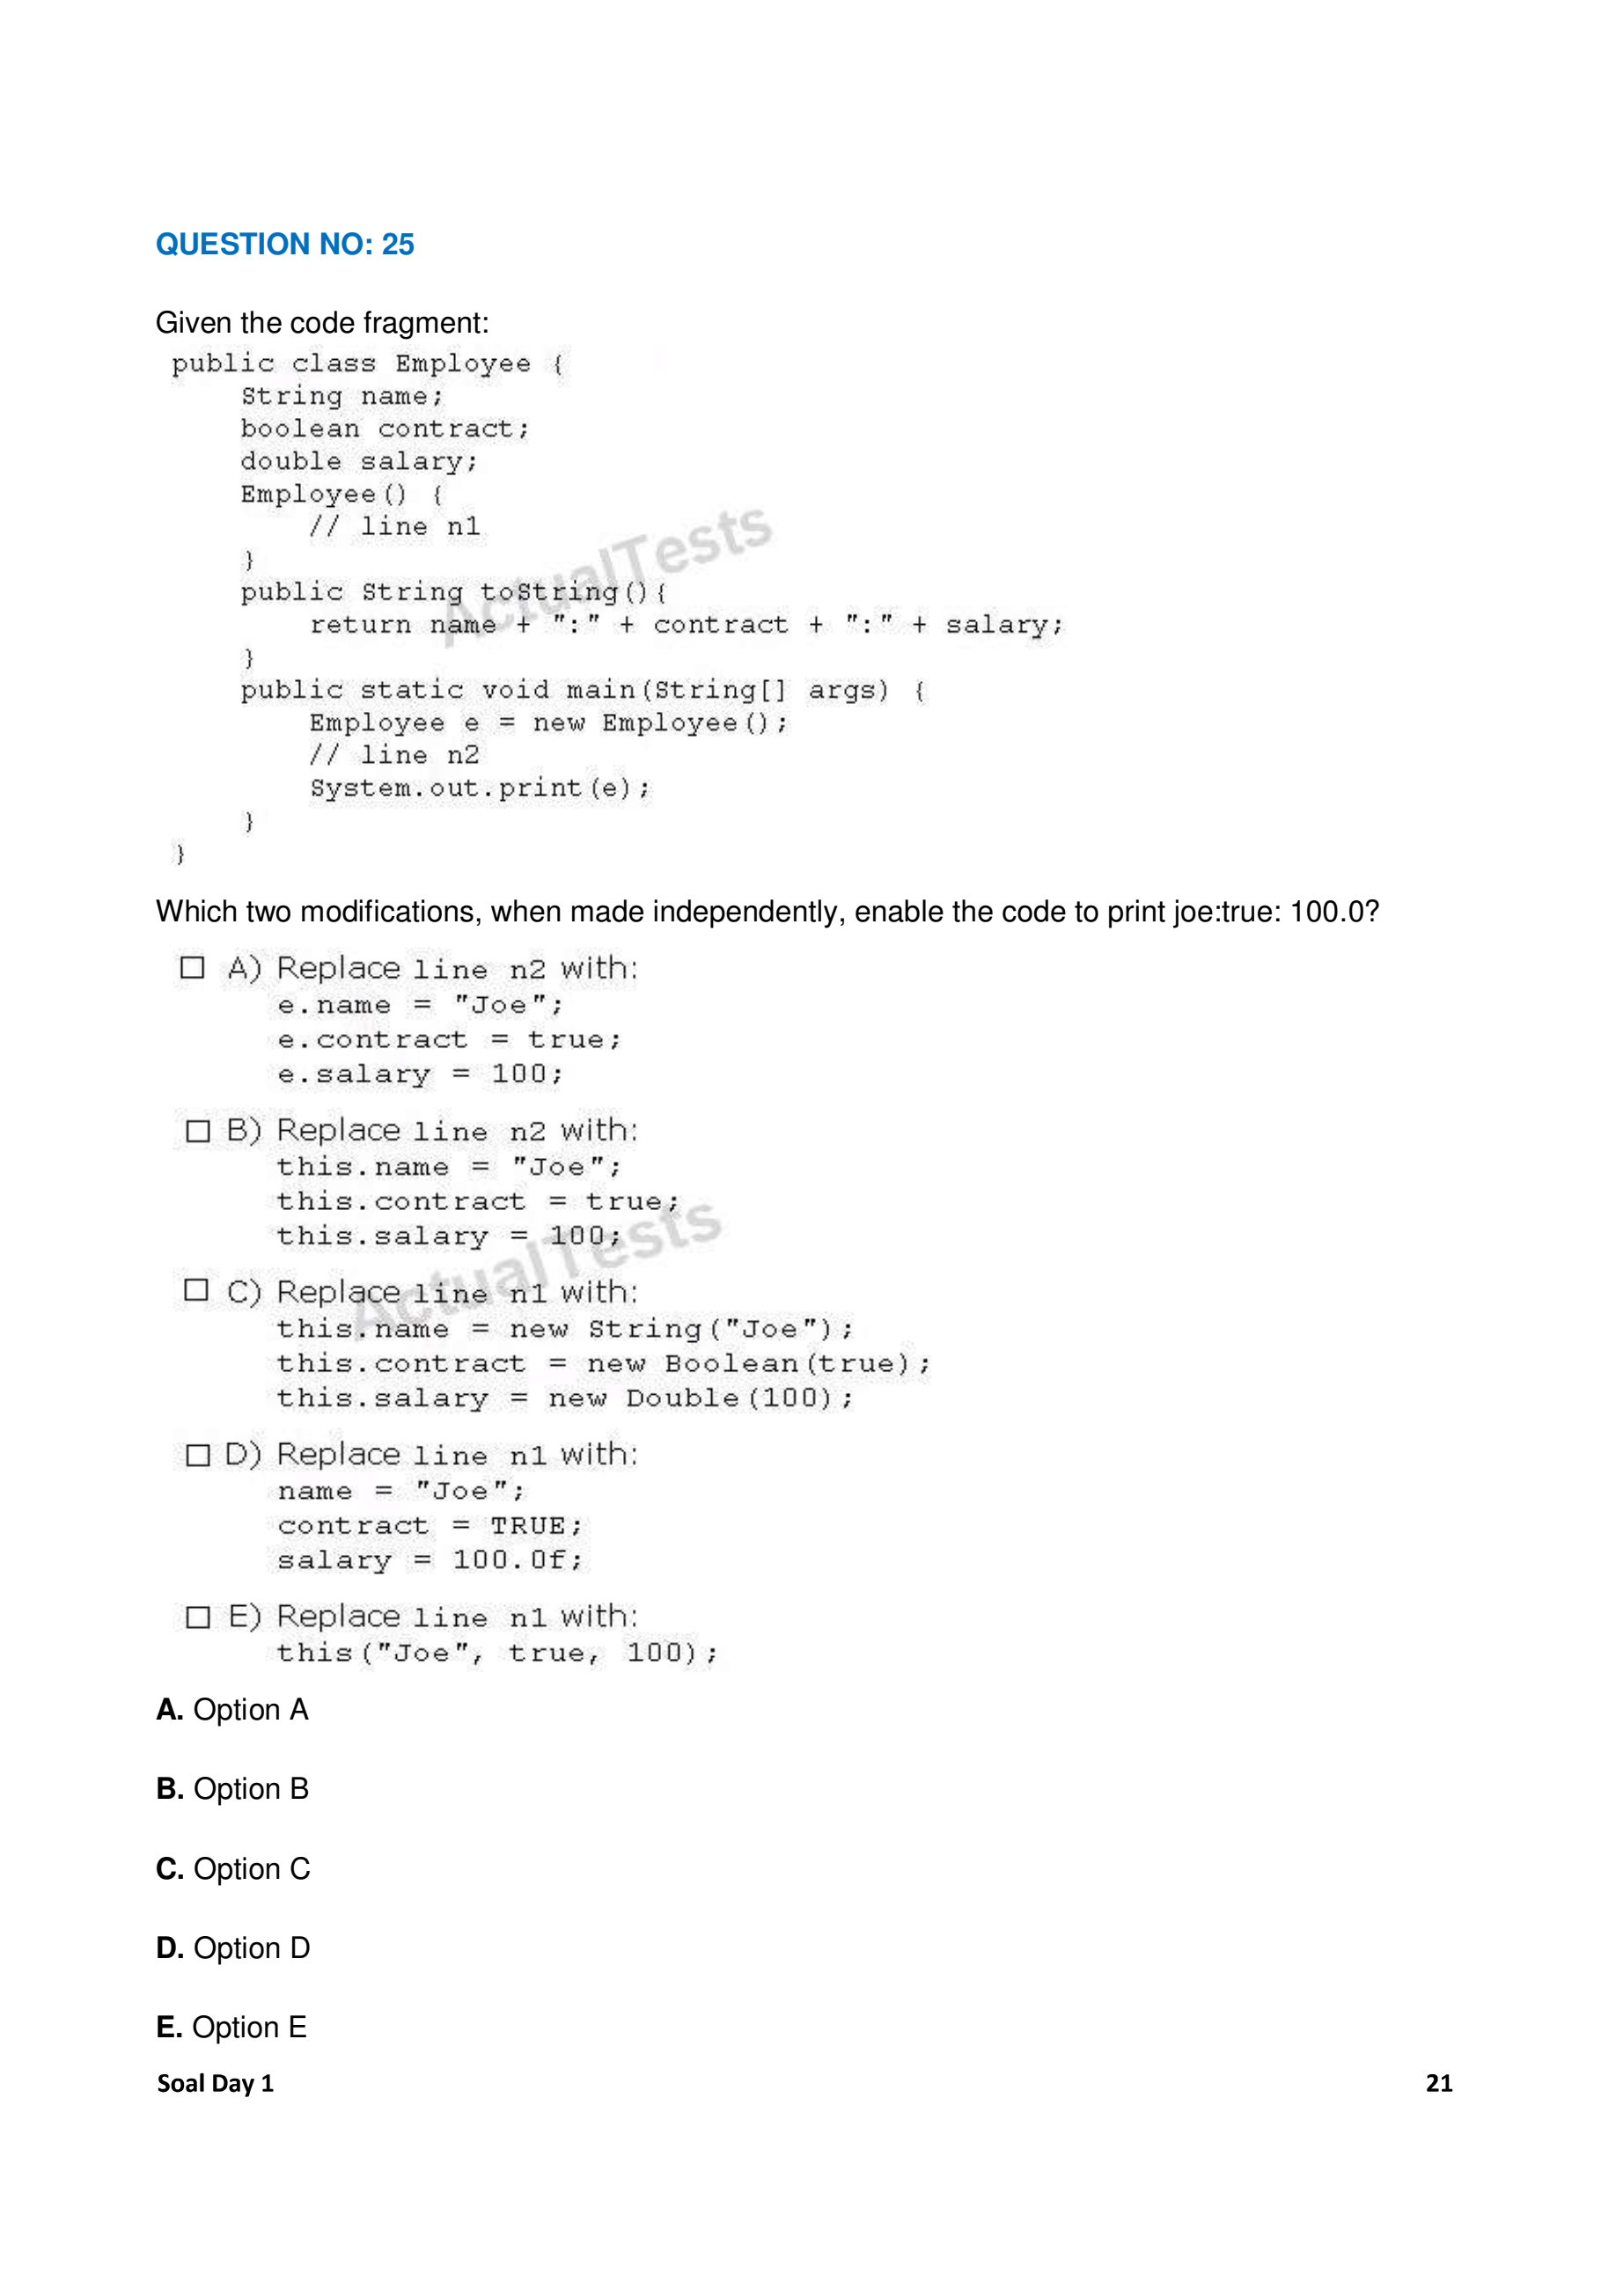 QUESTION NO: 25
Given the code fragment:
public class Employee {
String name;
boolean contract;
double salary;
Employee() {
// line n1
}
public String toString(){
return name + ":" + contract + ":" + salary;
}
public static void main(String[] args) {
Employee e = new Employee();
// line n2
System.out.print(e);
}
}
ActualTests
Which two modifications, when made independently, enable the code to print joe:true: 100.0?
A) Replace line n2 with:
e.name = "Joe";
e.contract = true;
e.salary = 100;
B) Replace line n2 with:
this.name = "Joe";
this.contract = true;
this.salary = 100;
C) Replace line n1 with:
this.name = new String("Joe");
this.contract = new Boolean(true);
this.salary = new Double(100);
ActualTests
D) Replace line n1 with:
name = "Joe";
contract = TRUE;
salary = 100.0f;
E) Replace line n1 with:
this("Joe", true, 100);
A. Option A
B. Option B
C. Option C
D. Option D
E. Option E
Soal Day 1 21